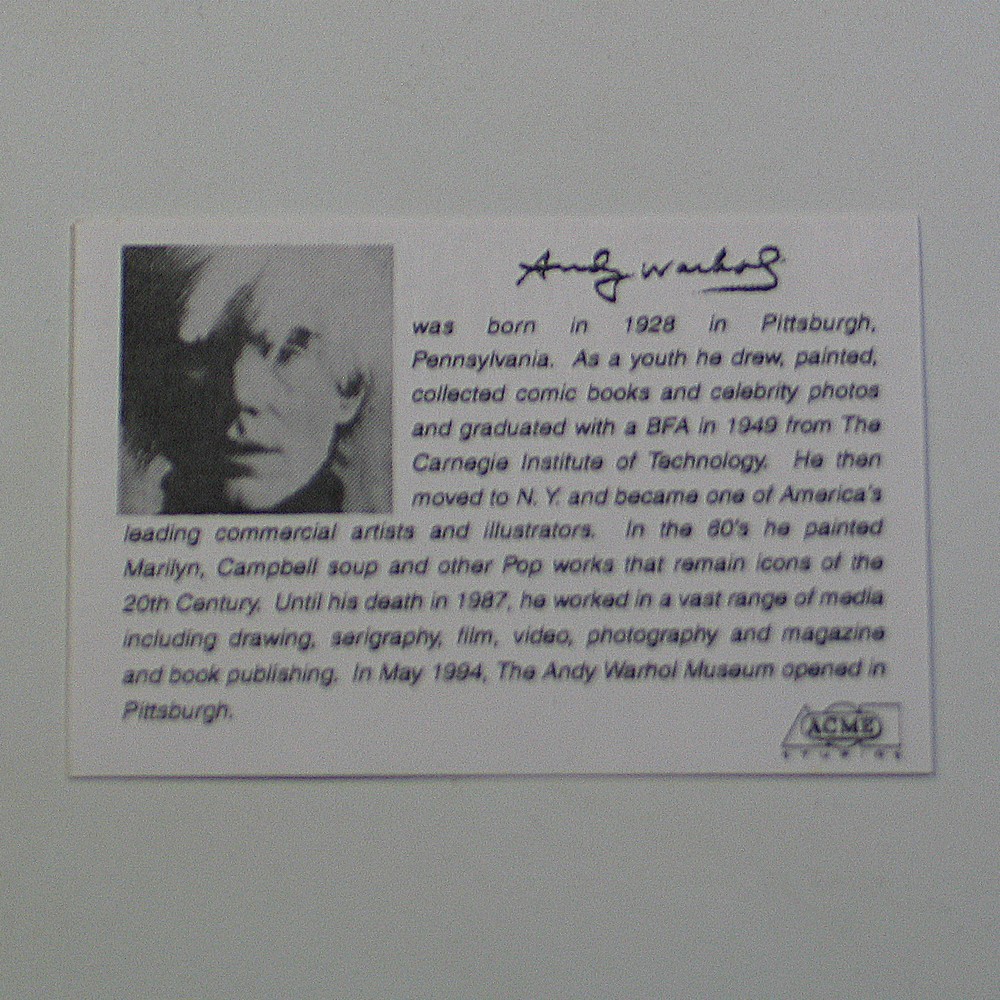 Andy Warhol
was born in 1928 in Pittsburgh,
Pennsylvania. As a youth he drew, painted,
collected comic books and celebrity photos
and graduated with a BFA in 1949 from The
Carnegie Institute of Technology. He then
moved to N. Y. and became one of America's
leading commercial artists and illustrators. In the 60's he painted
Marilyn, Campbell soup and other Pop works that remain icons of the
20th Century. Until his death in 1987, he worked in a vast range of media
including drawing, serigraphy, film, video, photography and magazine
and book publishing. In May 1994, The Andy Warhol Museum opened in
Pittsburgh.
ACME
STUDIOS